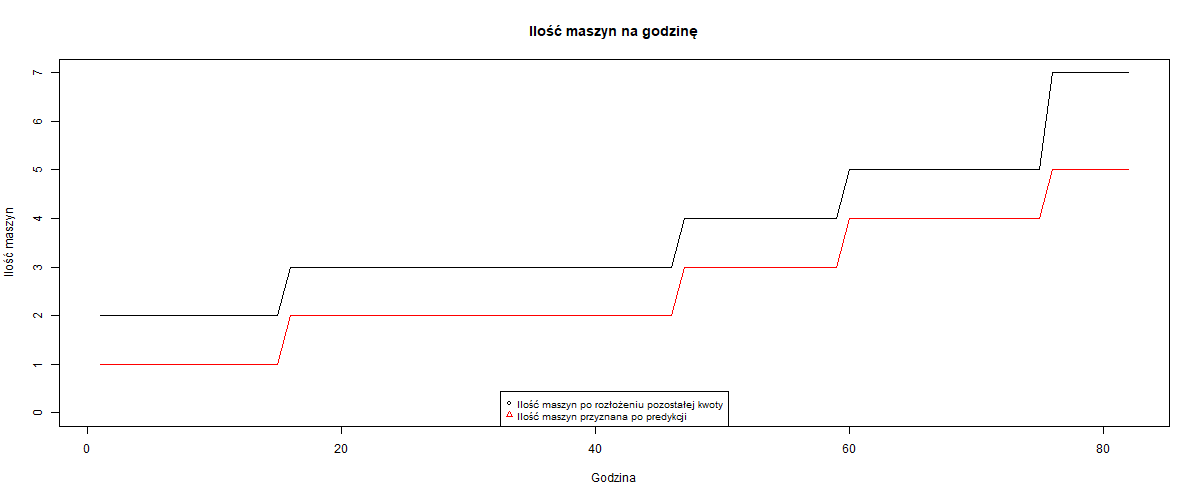 Ilość maszyn na godzinę
Ilość maszyn
7
6
5
4
3
2
1
0
Ilość maszyn po rozłożeniu pozostałej kwoty
Ilość maszyn przyznana po predykcji
0 20 40 60 80
Godzina